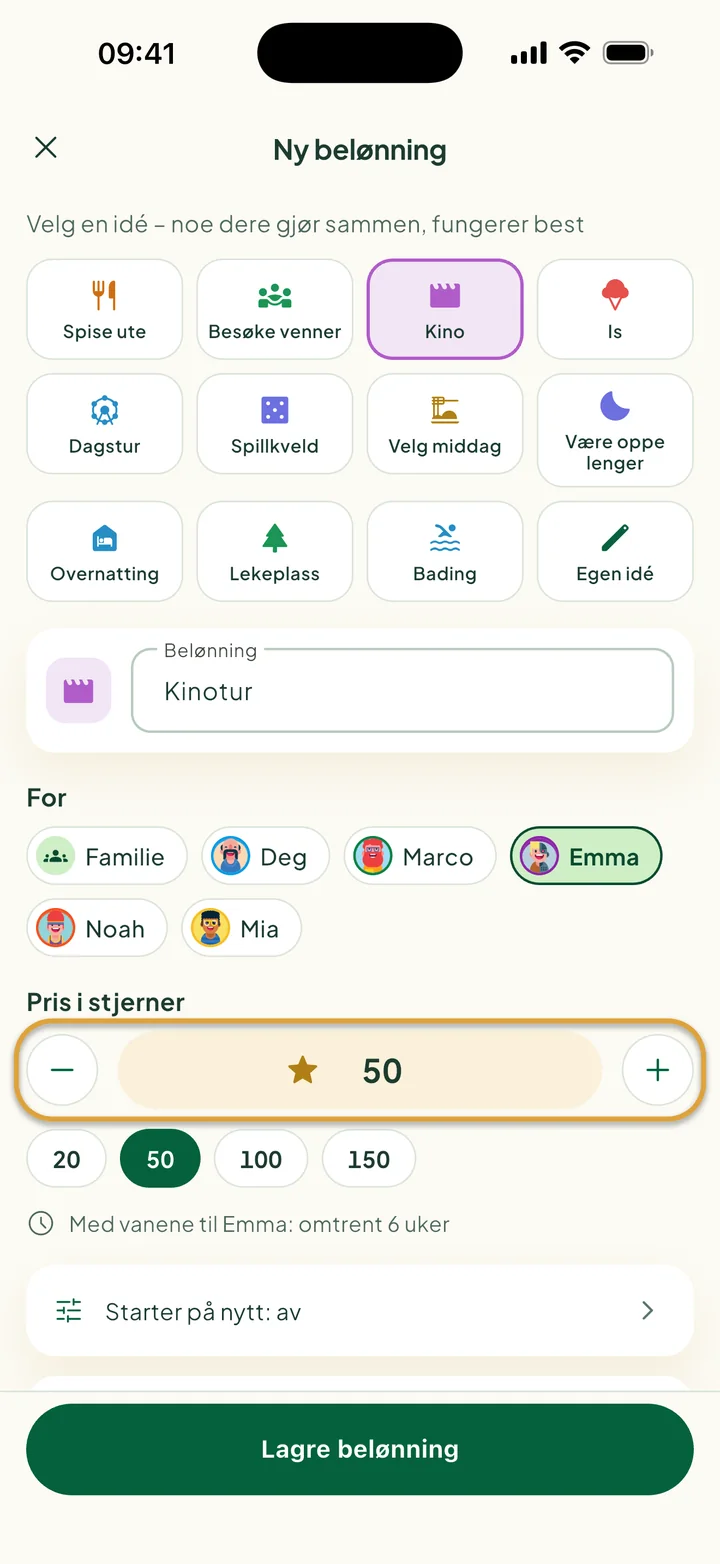 09:41
Ny belønning
Velg en idé – noe dere gjør sammen, fungerer best
Spise ute
Besøke venner
Kino
Is
Dagstur
Spillkveld
Velg middag
Være oppe
lenger
Overnatting
Lekeplass
Bading
Egen idé
Belønning
Kinotur
For
Familie
Deg
Marco
Emma
Noah
Mia
Pris i stjerner
50
20
50
100
150
Med vanene til Emma: omtrent 6 uker
Starter på nytt: av
Lagre belønning